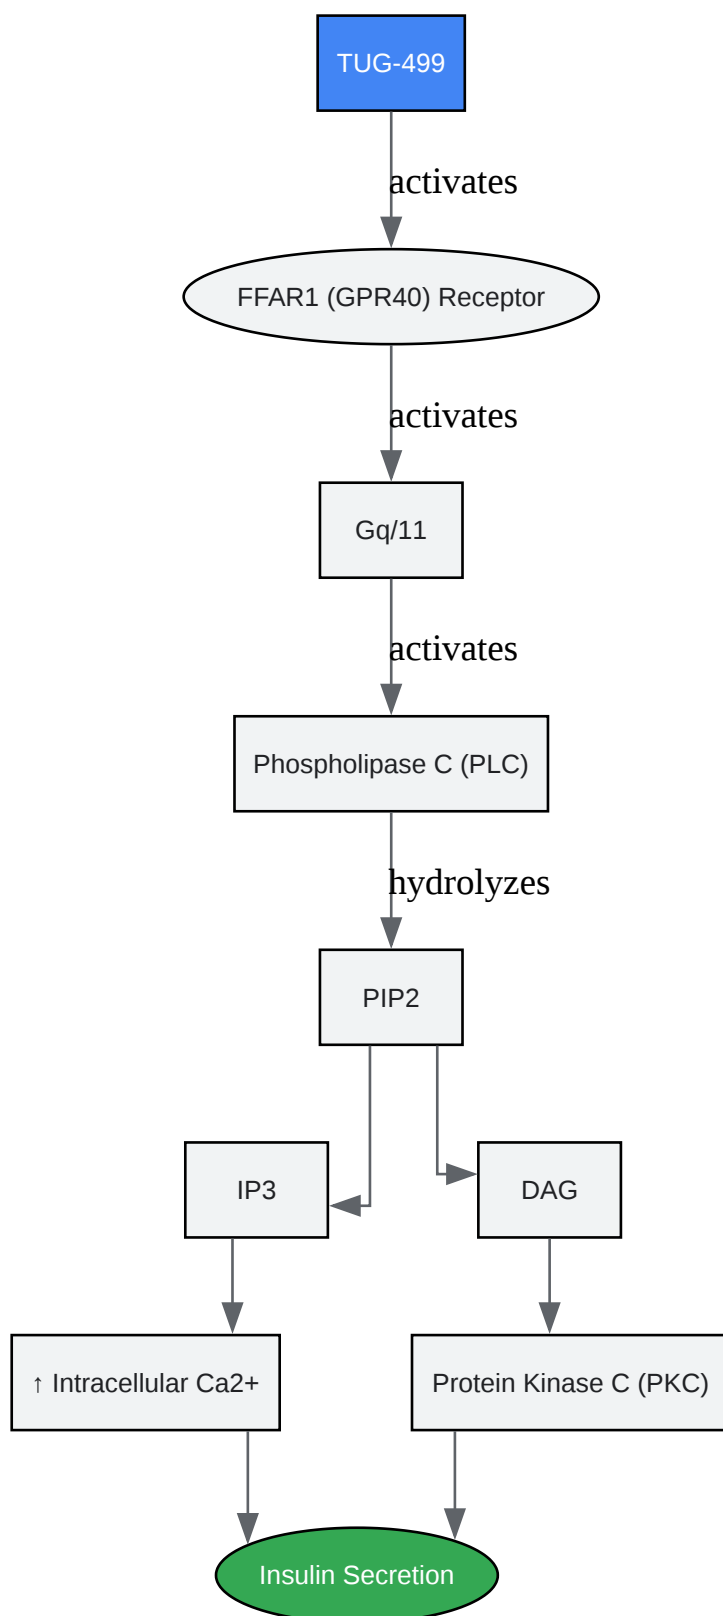 TUG-499
activates
FFAR1 (GPR40) Receptor
activates
Gq/11
activates
Phospholipase C (PLC)
hydrolyzes
PIP2
IP3
DAG
↑ Intracellular Ca2+
Protein Kinase C (PKC)
Insulin Secretion